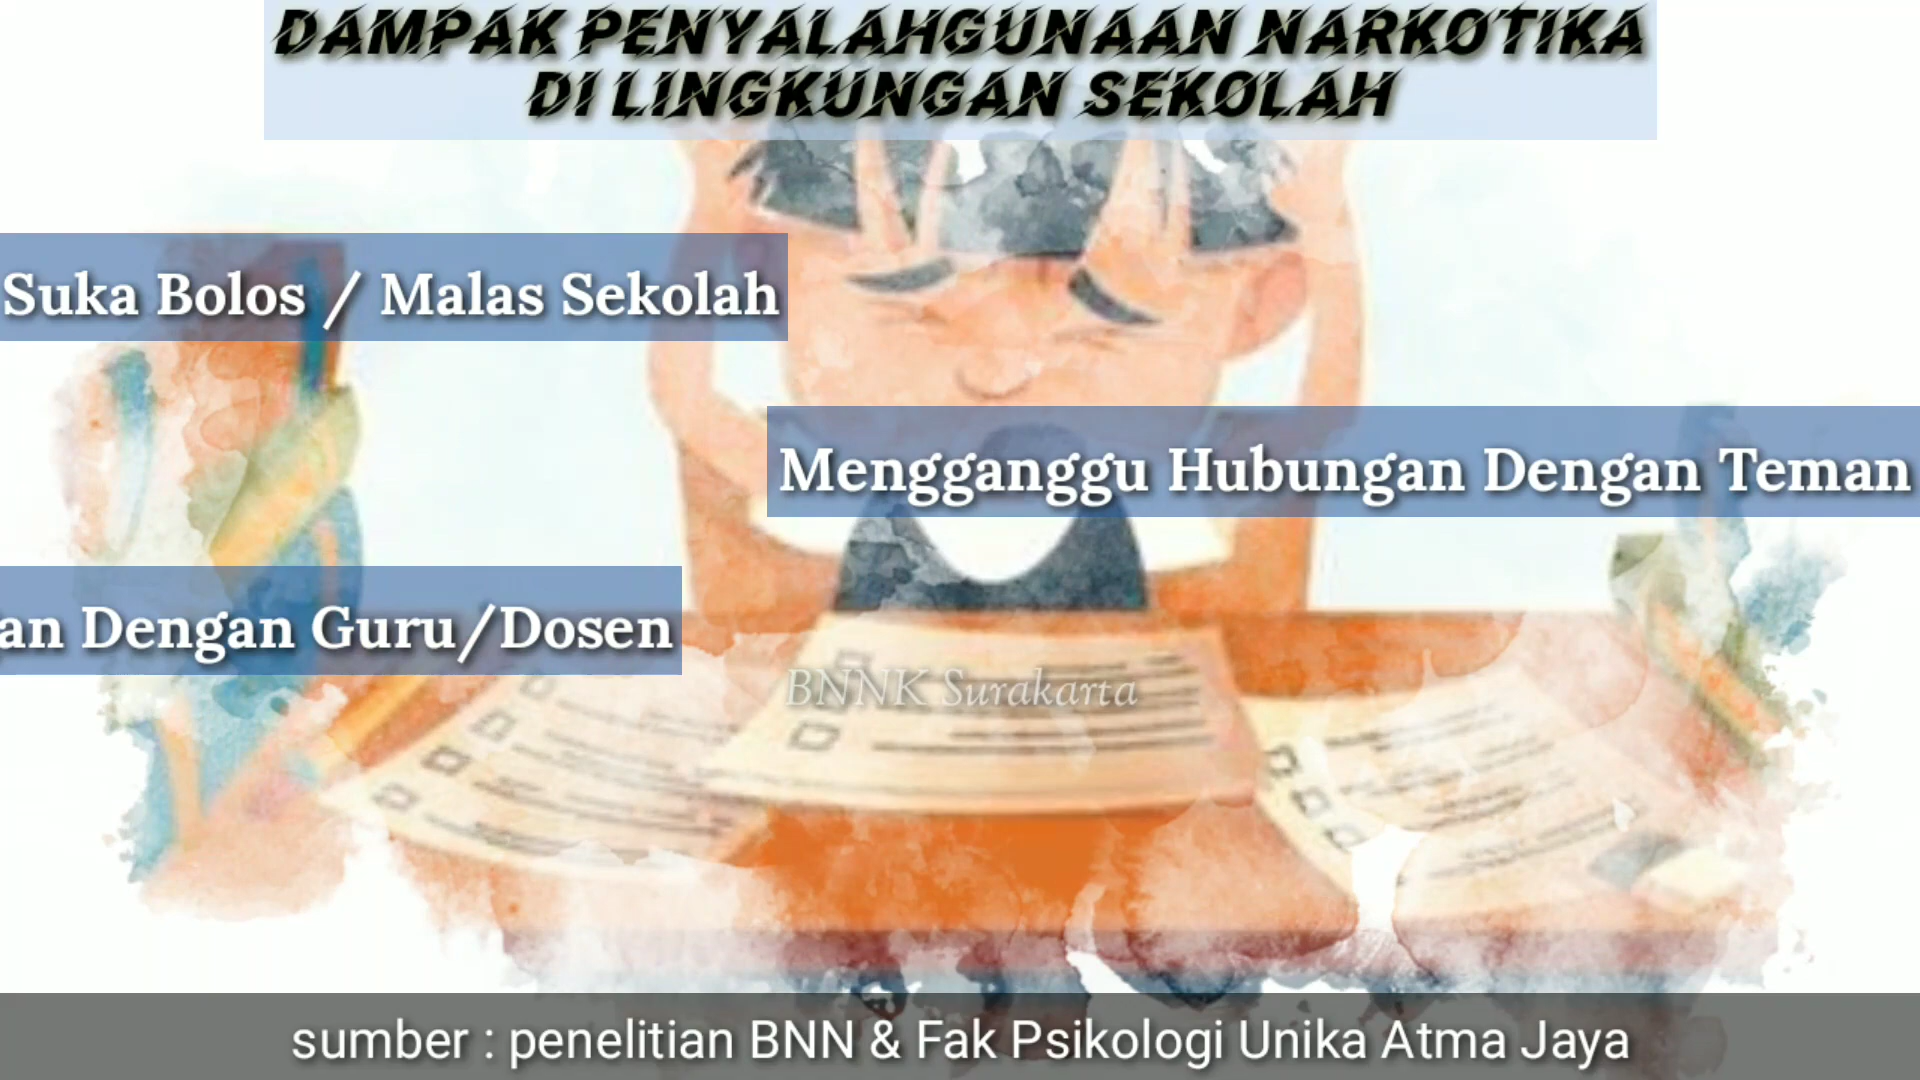 DAMPAK PENYALAHGUNAAN NARKOTIKA
DI LINGKUNGAN SEKOLAH
Suka Bolos / Malas Sekolah
Mengganggu Hubungan Dengan Teman
an Dengan Guru/Dosen
BNNK Surakarta
sumber : penelitian BNN & Fak Psikologi Unika Atma Jaya